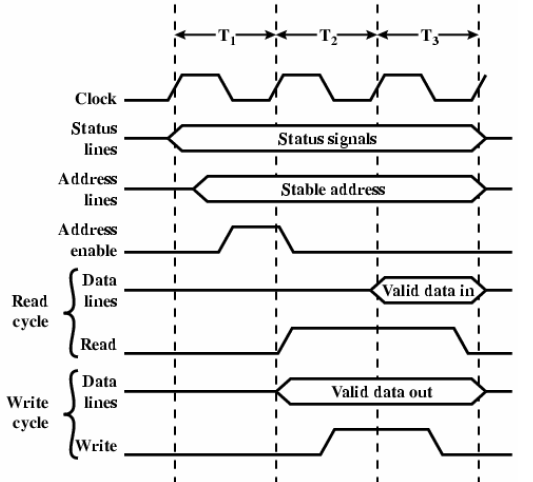 T1 T2 T3
Clock
Status
lines
Status signals
Address
lines
Stable address
Address
enable
Read
cycle
Data
lines
Valid data in
Read
Write
cycle
Data
lines
Valid data out
Write